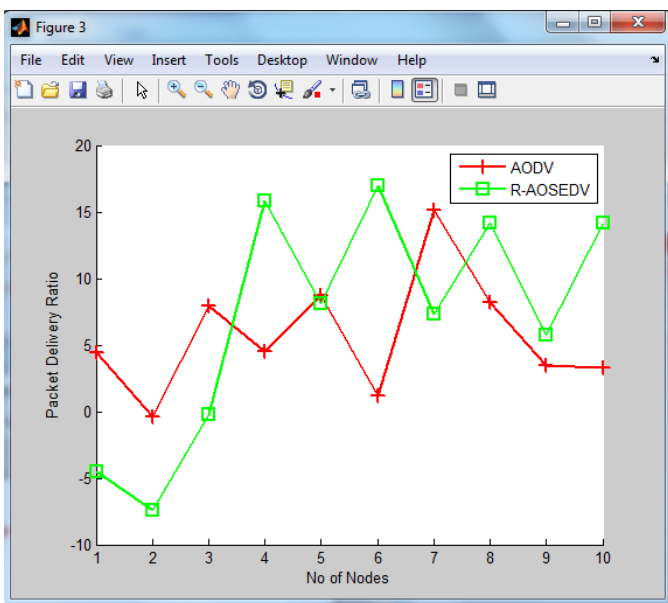 Figure 3
File Edit View Insert Tools Desktop Window Help
20
15
10
5
0
-5
-10
1 2 3 4 5 6 7 8 9 10
Packet Delivery Ratio
No of Nodes
AODV
R-AOSEDV